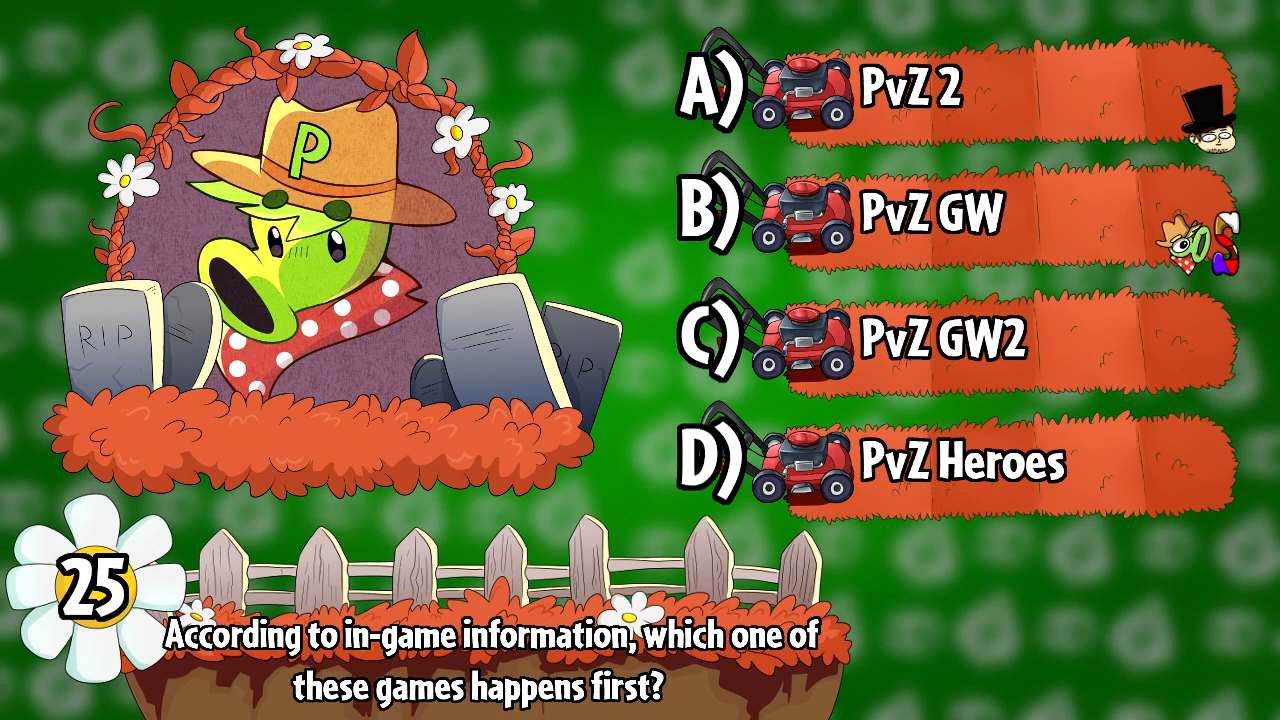 P
RIP
RIP
A) PvZ 2
B) PvZ GW
C) PvZ GW2
D) PvZ Heroes
25
According to in-game information, which one of
these games happens first?